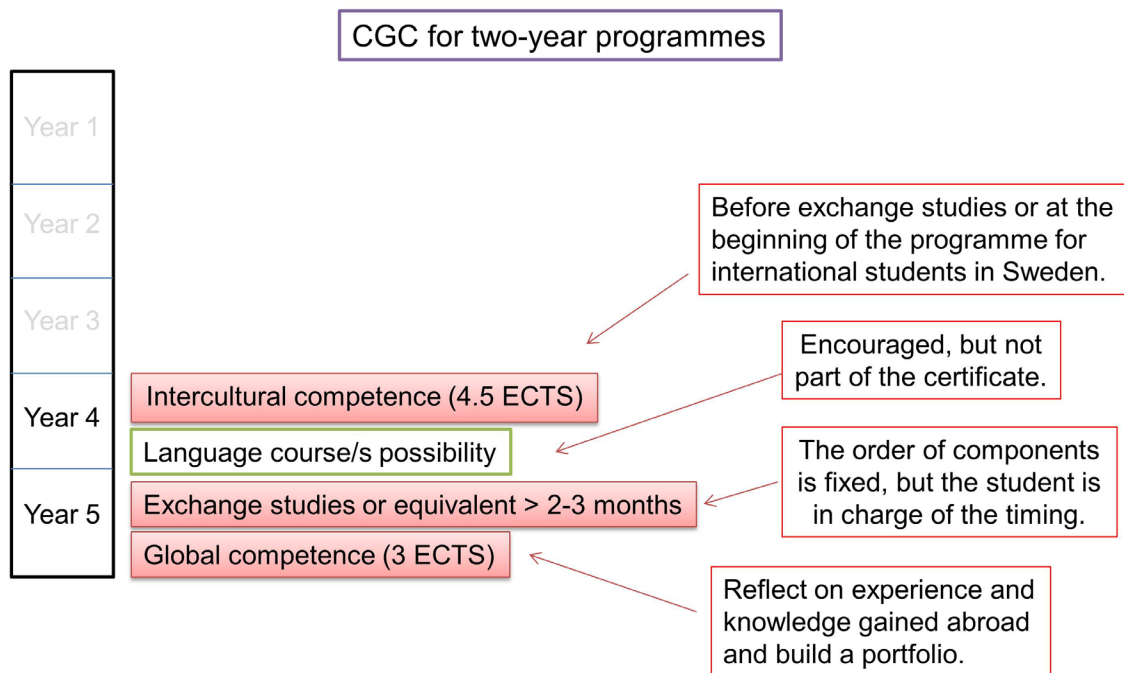 CGC for two-year programmes
Year 1
Year 2
Year 3
Year 4
Year 5
Intercultural competence (4.5 ECTS)
Language course/s possibility
Exchange studies or equivalent > 2-3 months
Global competence (3 ECTS)
Before exchange studies or at the
beginning of the programme for
international students in Sweden.
Encouraged, but not
part of the certificate.
The order of components
is fixed, but the student is
in charge of the timing.
Reflect on experience and
knowledge gained abroad
and build a portfolio.